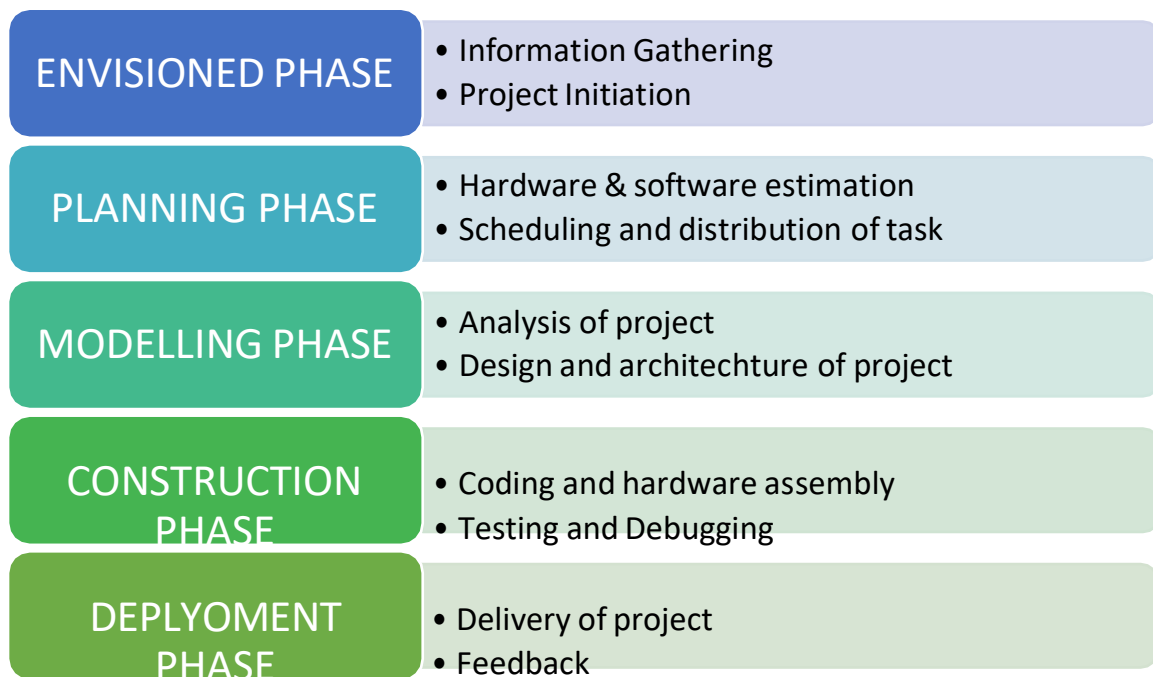 ENVISIONED PHASE
• Information Gathering
• Project Initiation
PLANNING PHASE
• Hardware & software estimation
• Scheduling and distribution of task
MODELLING PHASE
• Analysis of project
• Design and architechture of project
CONSTRUCTION
PHASE
• Coding and hardware assembly
• Testing and Debugging
DEPLYOMENT
PHASE
• Delivery of project
• Feedback